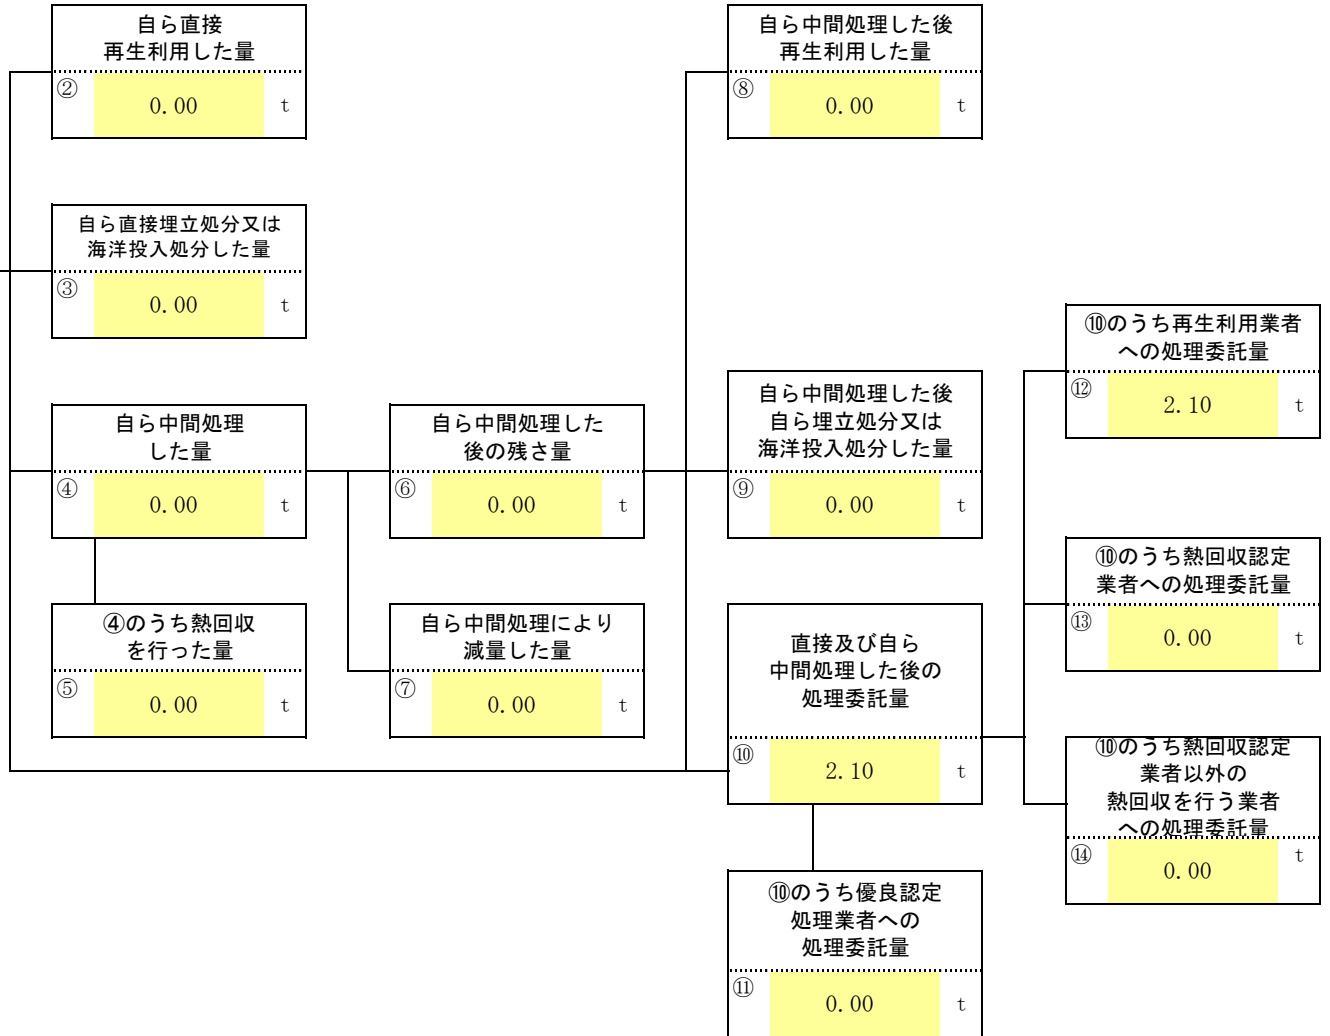 自ら直接
再生利用した量
②
0.00
t
自ら直接埋立処分又は
海洋投入処分した量
③
0.00
t
自ら中間処理
した量
④
0.00
t
④のうち熱回収
を行った量
⑤
0.00
t
自ら中間処理した
後の残さ量
⑥
0.00
t
自ら中間処理により
減量した量
⑦
0.00
t
自ら中間処理した後
再生利用した量
⑧
0.00
t
自ら中間処理した後
自ら埋立処分又は
海洋投入処分した量
⑨
0.00
t
直接及び自ら
中間処理した後の
処理委託量
⑩
2.10
t
⑩のうち優良認定
処理業者への
処理委託量
⑪
0.00
t
⑩のうち再生利用業者
への処理委託量
⑫
2.10
t
⑩のうち熱回収認定
業者への処理委託量
⑬
0.00
t
⑩のうち熱回収認定
業者以外の
熱回収を行う業者
への処理委託量
⑭
0.00
t